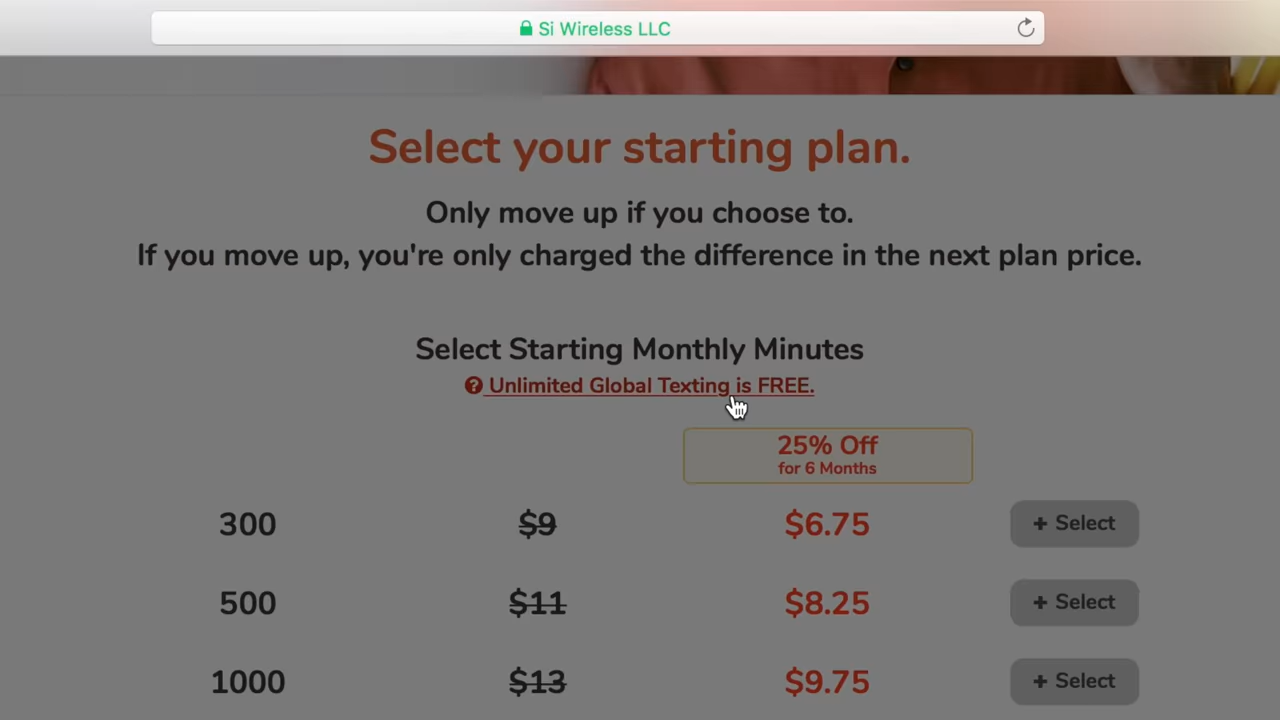 Si Wireless LLC
Select your starting plan.
Only move up if you choose to.
If you move up, you're only charged the difference in the next plan price.
Select Starting Monthly Minutes
? Unlimited Global Texting is FREE.
25% Off
for 6 Months
300 $9 $6.75 + Select
500 $11 $8.25 + Select
1000 $13 $9.75 + Select